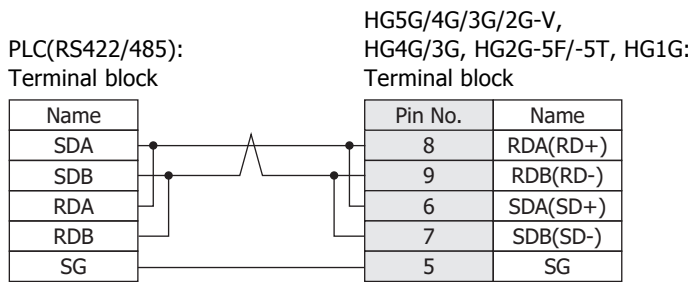 PLC(RS422/485):
Terminal block
HG5G/4G/3G/2G-V,
HG4G/3G, HG2G-5F/-5T, HG1G:
Terminal block
Name
SDA
SDB
RDA
RDB
SG
Pin No. Name
8 RDA(RD+)
9 RDB(RD-)
6 SDA(SD+)
7 SDB(SD-)
5 SG